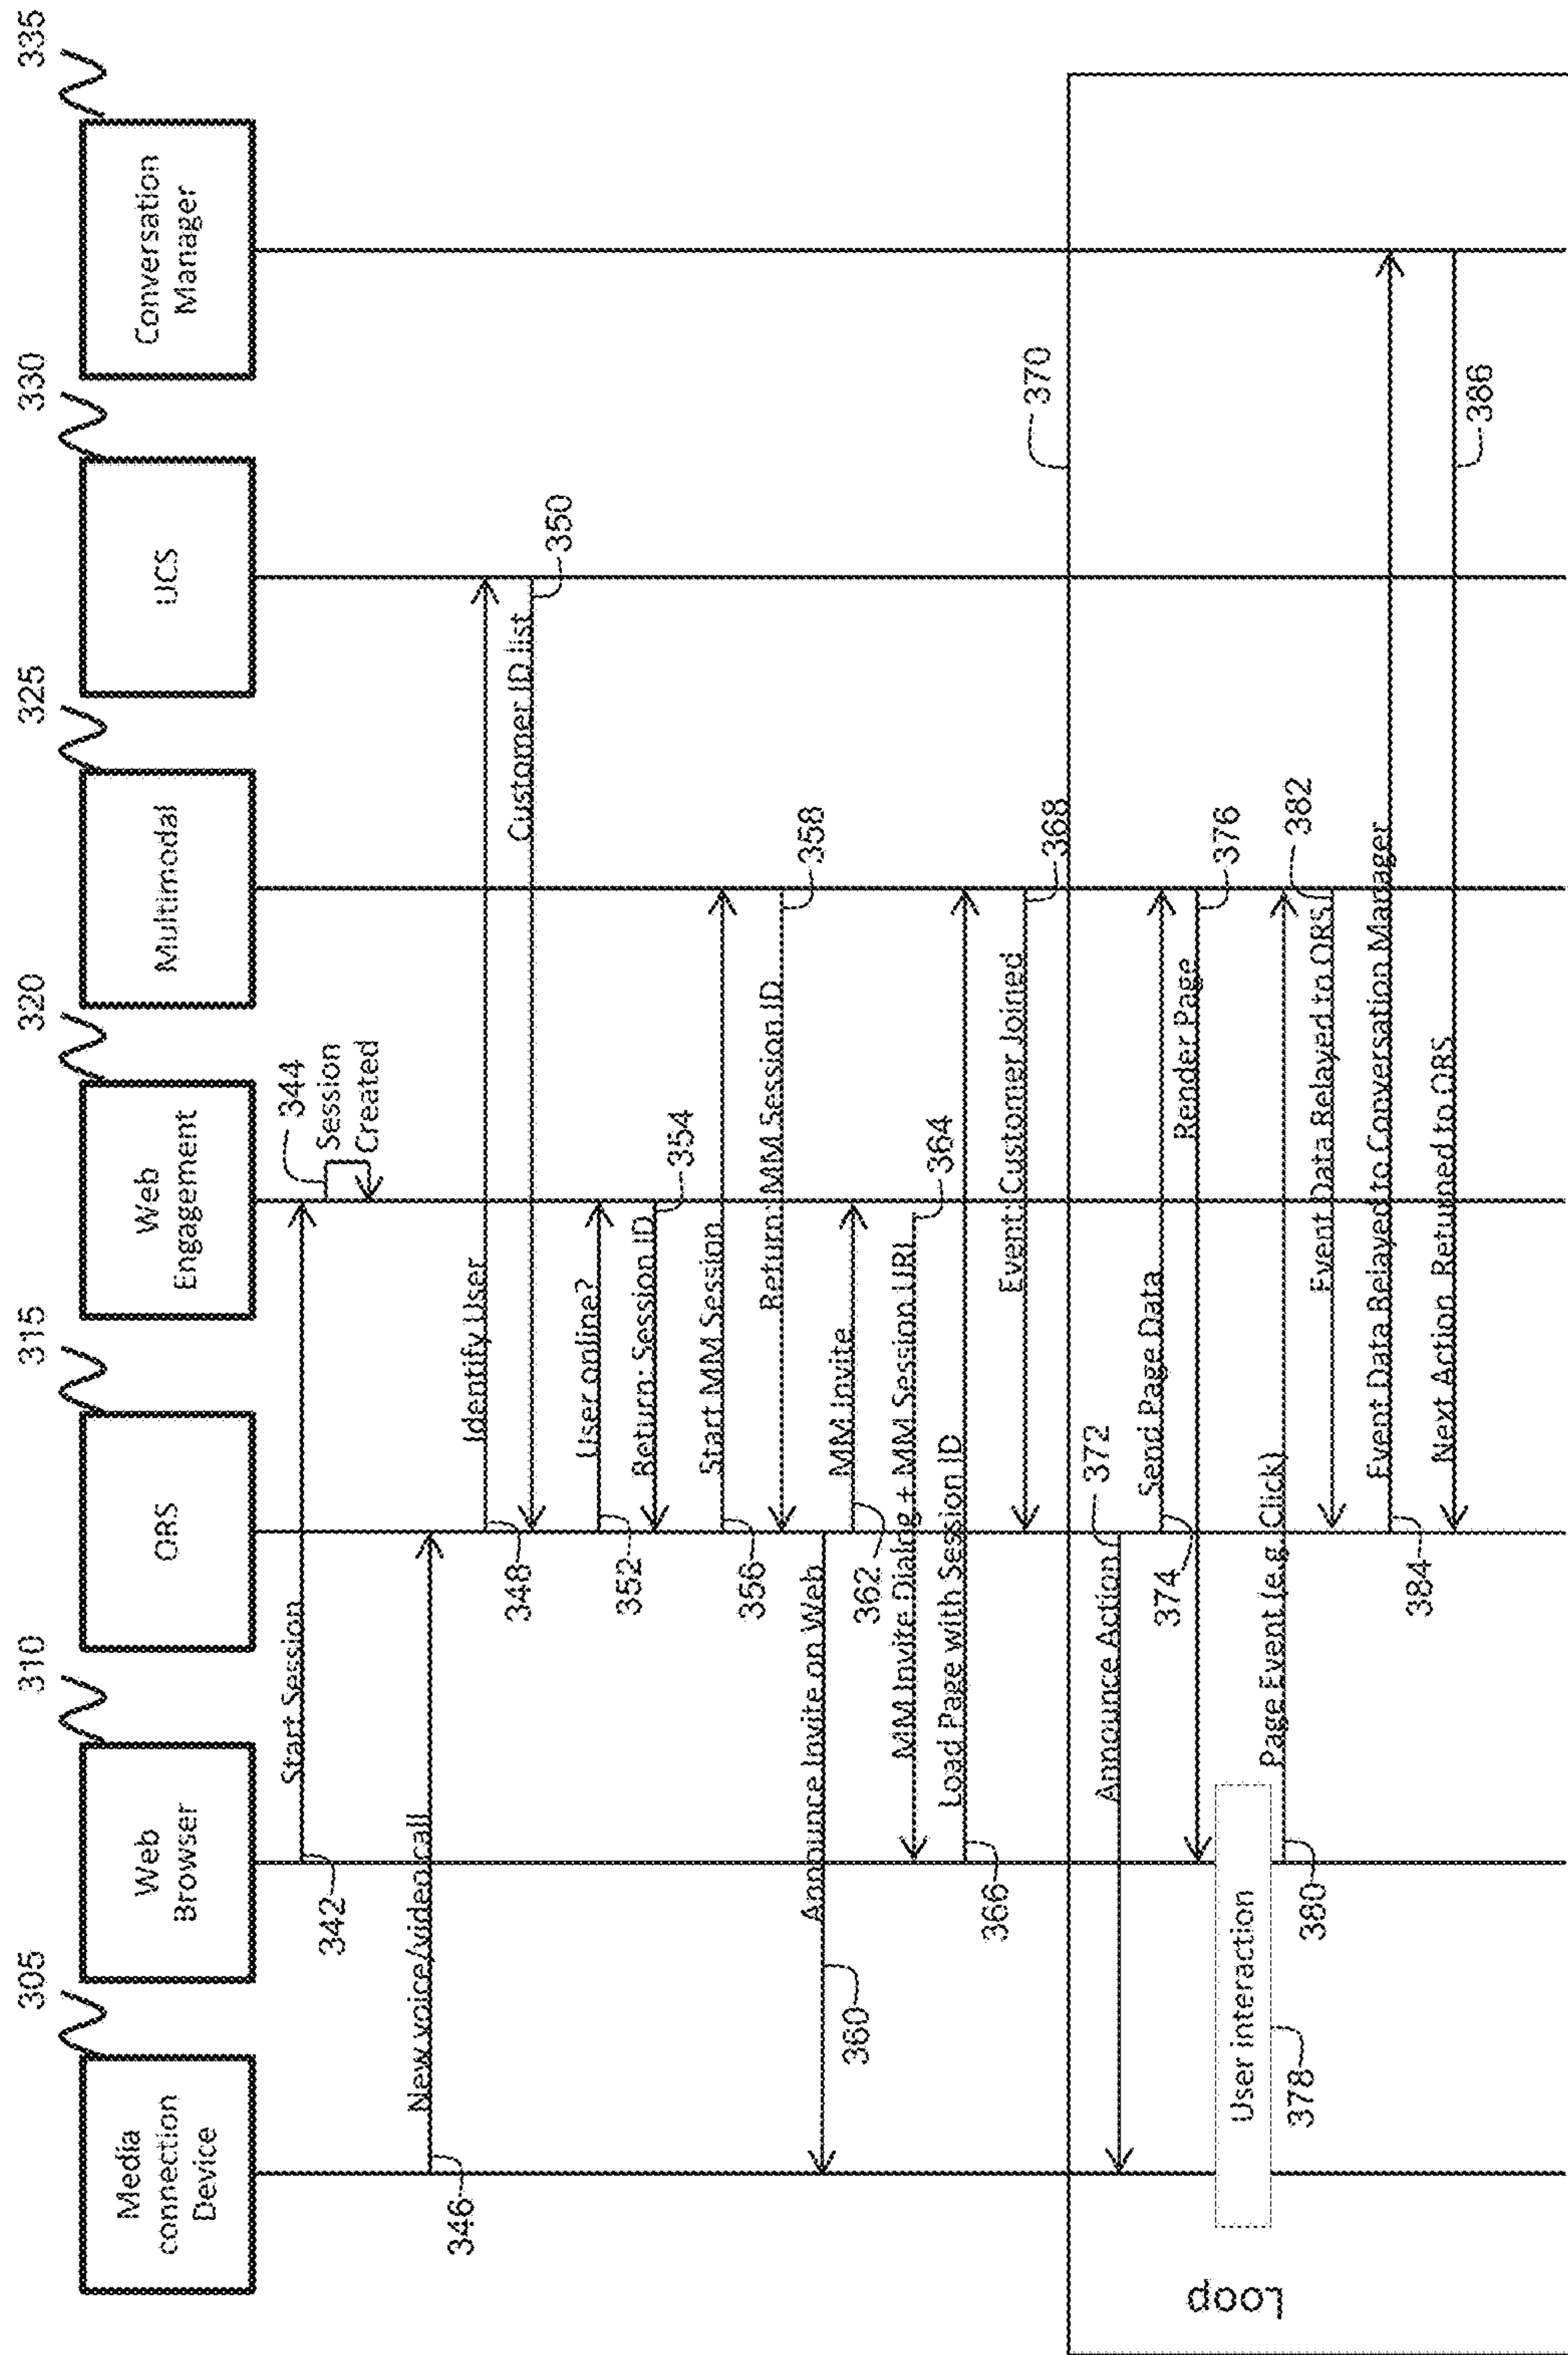 305
Media
connection
Device
310
Web
Browser
315
ORS
320
Web
Engagement
325
Multimodal
330
UCS
335
Conversation
Manager
342
Start Session
344
Session
Created
346
New voice/video call
348
Identify User
Customer ID list
350
352
User online?
Return: Session ID
354
356
Start MM Session
Return: MM Session ID
358
Announce Invite on Web
360
362
MM Invite
MM Invite Dialog + MM Session URL
364
366
Load Page with Session ID
Event: Customer Joined
368
370
Loop
Announce Action
372
374
Send Page Data
Render Page
376
User interaction
378
380
Page Event (e.g. Click)
Event Data Relayed to ORS
382
384
Event Data Relayed to Conversation Manager
Next Action Returned to ORS
386